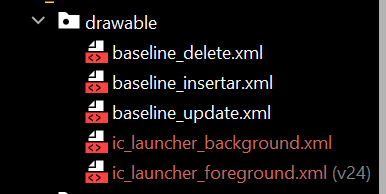 drawable
baseline_delete.xml
baseline_insertar.xml
baseline_update.xml
ic_launcher_background.xml
ic_launcher_foreground.xml (v24)